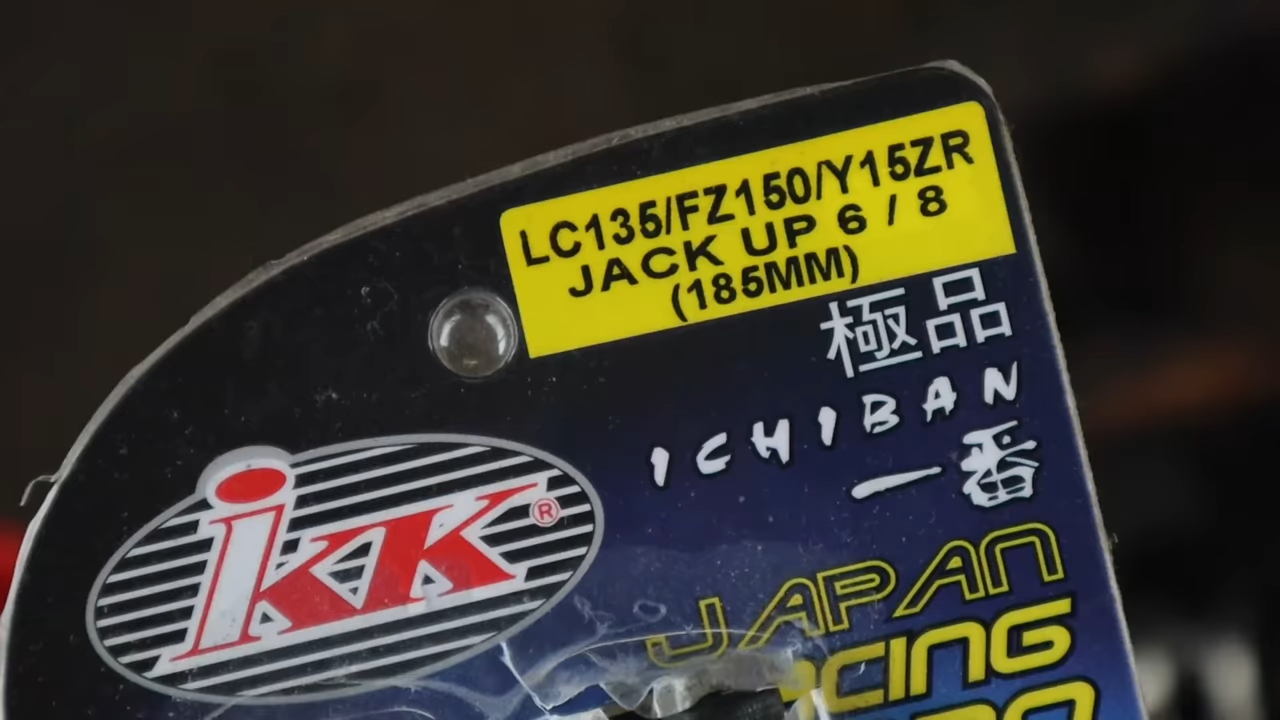 LC135/FZ150/Y15ZR
JACK UP 6 / 8
(185MM)
極品
ICHIBAN
一番
ikk®
JAPAN